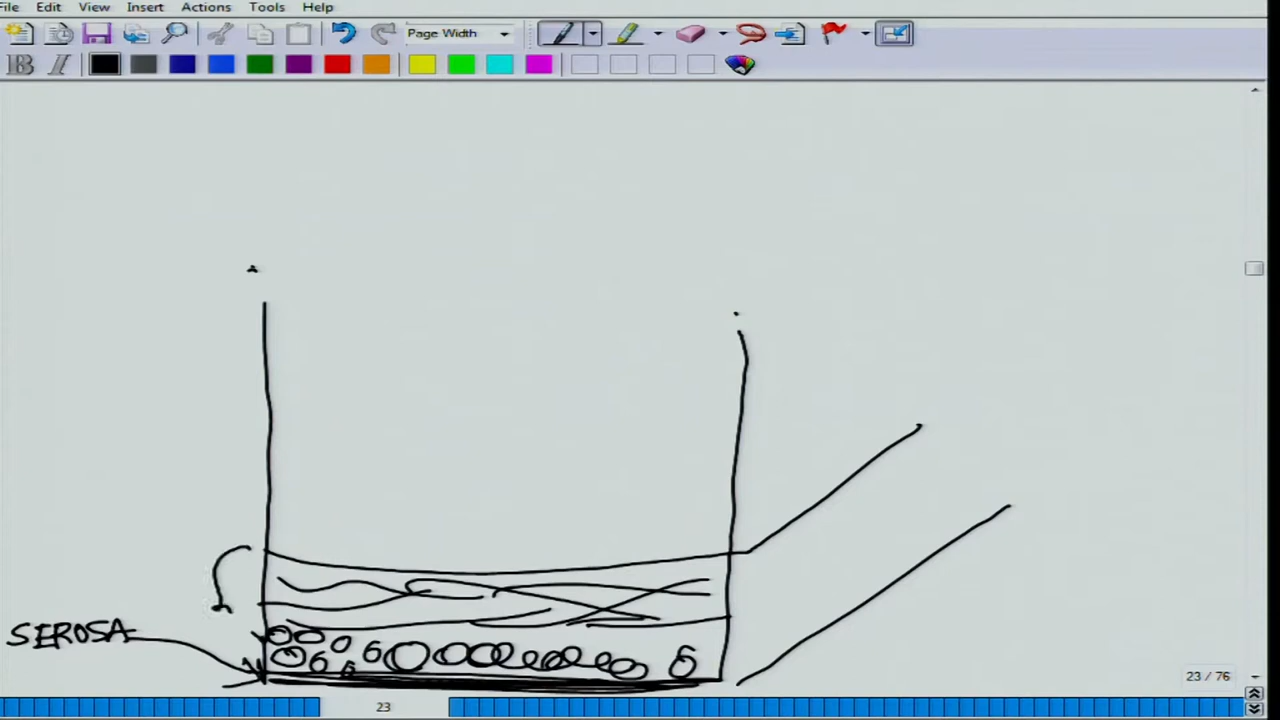 File Edit View Insert Actions Tools Help
Page Width
B I
SEROSA
23 / 76
23